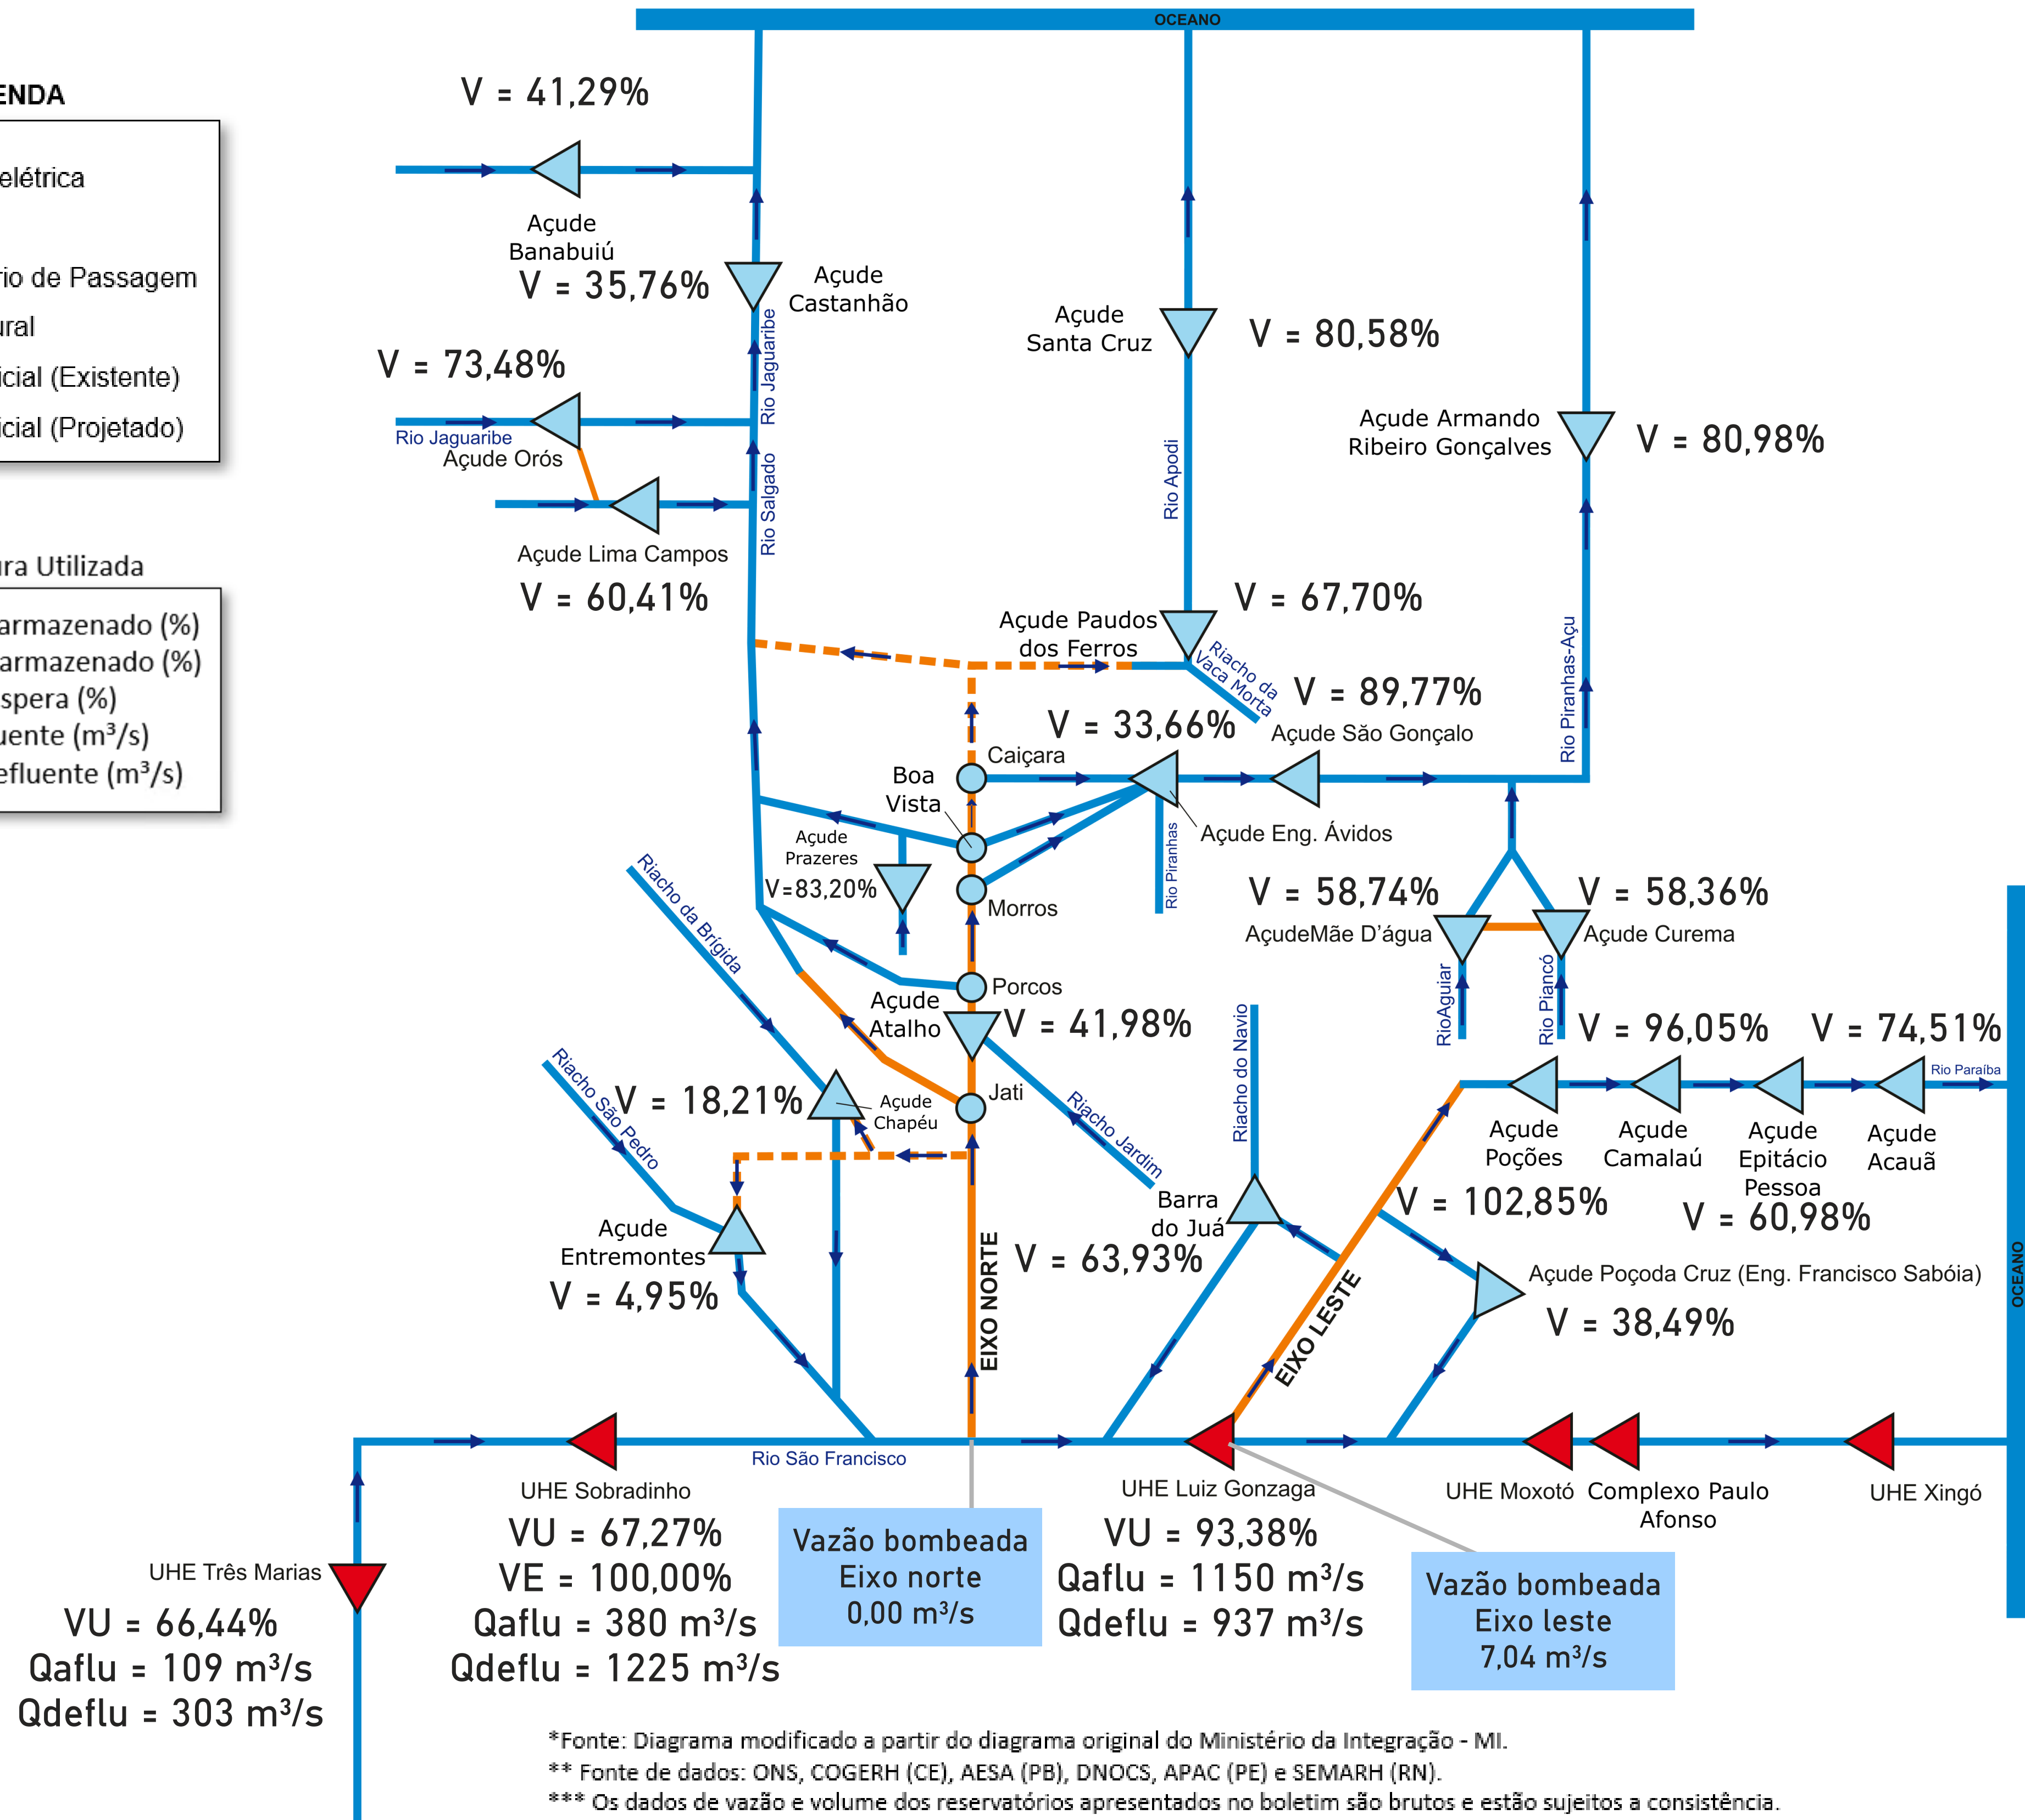 OCEANO
ENDA
elétrica
rio de Passagem
ural
icial (Existente)
icial (Projetado)
ura Utilizada
armazenado (%)
armazenado (%)
spera (%)
uente (m³/s)
efluente (m³/s)
V = 41,29%
Açude
Banabuiú
V = 35,76%
Açude
Castanhão
Rio Jaguaribe
V = 73,48%
Rio Jaguaribe
Açude Orós
Rio Salgado
Açude Lima Campos
V = 60,41%
Açude
Santa Cruz
V = 80,58%
Rio Apodi
Açude Armando
Ribeiro Gonçalves
V = 80,98%
Rio Piranhas-Açu
Açude Paudos
dos Ferros
V = 67,70%
Riacho da
Vaca Morta
V = 89,77%
Açude São Gonçalo
V = 33,66%
Caiçara
Boa
Vista
Açude Eng. Ávidos
Rio Piranhas
Açude
Prazeres
V=83,20%
Morros
Riacho da Brígida
Porcos
V = 58,74%
AçudeMãe D'água
V = 58,36%
Açude Curema
RioAguiar
Rio Piancó
Açude
Atalho
V = 41,98%
Jati
Riacho Jardim
Riacho São Pedro
V = 18,21%
Açude
Chapéu
Açude
Entremontes
V = 4,95%
EIXO NORTE
Riacho do Navio
Barra
do Juá
V = 63,93%
V = 96,05%
V = 74,51%
Rio Paraíba
Açude
Poções
Açude
Camalaú
Açude
Epitácio
Pessoa
Açude
Acauã
V = 102,85%
V = 60,98%
Açude Poçoda Cruz (Eng. Francisco Sabóia)
V = 38,49%
EIXO LESTE
OCEANO
Rio São Francisco
UHE Sobradinho
VU = 67,27%
VE = 100,00%
Qaflu = 380 m³/s
Qdeflu = 1225 m³/s
Vazão bombeada
Eixo norte
0,00 m³/s
UHE Luiz Gonzaga
VU = 93,38%
Qaflu = 1150 m³/s
Qdeflu = 937 m³/s
Vazão bombeada
Eixo leste
7,04 m³/s
UHE Moxotó
Complexo Paulo
Afonso
UHE Xingó
UHE Três Marias
VU = 66,44%
Qaflu = 109 m³/s
Qdeflu = 303 m³/s
*Fonte: Diagrama modificado a partir do diagrama original do Ministério da Integração - MI.
** Fonte de dados: ONS, COGERH (CE), AESA (PB), DNOCS, APAC (PE) e SEMARH (RN).
*** Os dados de vazão e volume dos reservatórios apresentados no boletim são brutos e estão sujeitos a consistência.